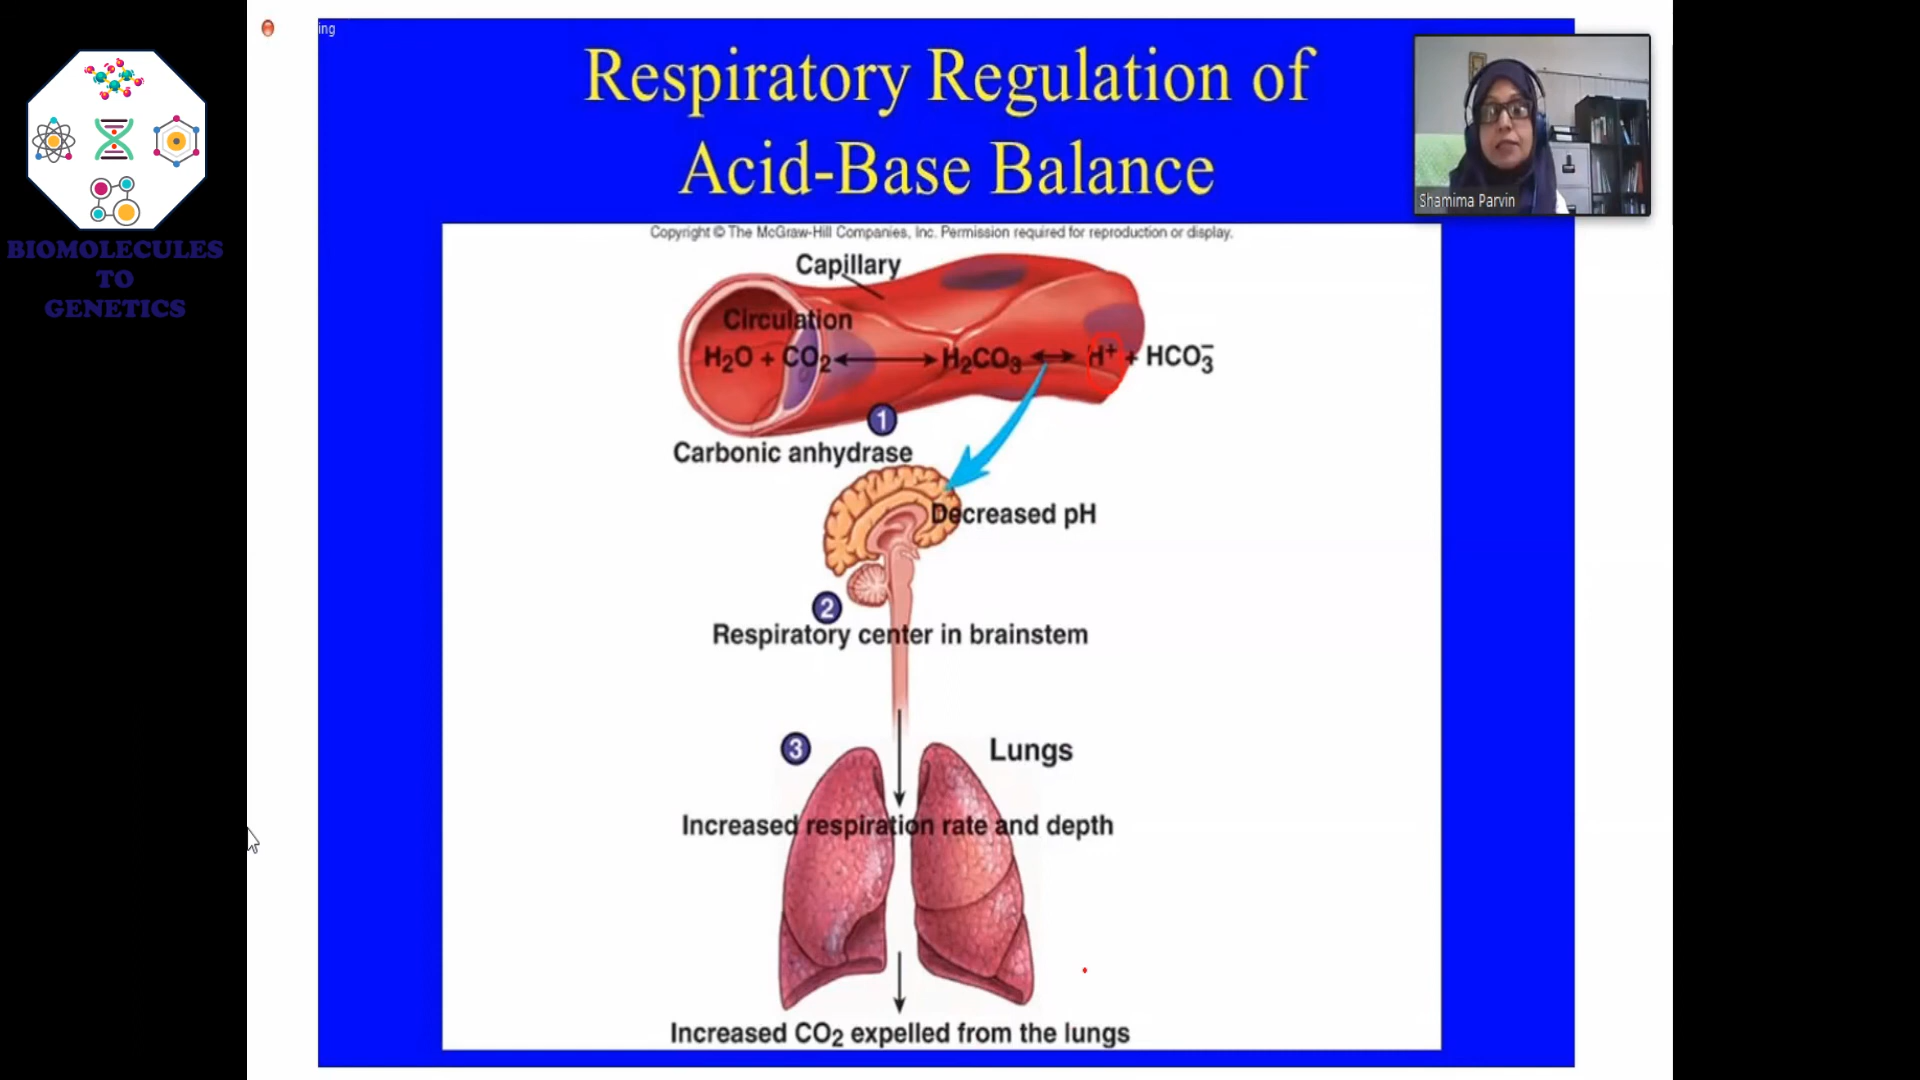 ing
Respiratory Regulation of
Acid-Base Balance
Shamima Parvin
BIOMOLECULES
TO
GENETICS
Copyright © The McGraw-Hill Companies, Inc. Permission required for reproduction or display.
Capillary
Circulation
H₂O + CO₂ ⟷ H₂CO₃ ⟷ H⁺ + HCO₃⁻
1
Carbonic anhydrase
Decreased pH
2
Respiratory center in brainstem
3
Lungs
Increased respiration rate and depth
Increased CO₂ expelled from the lungs